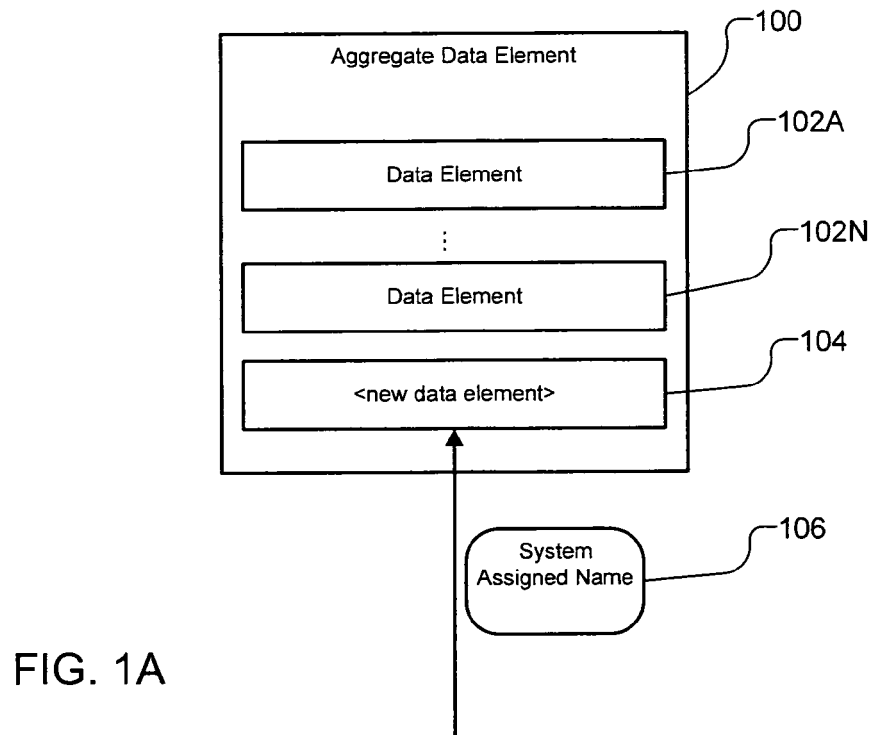 100
Aggregate Data Element
102A
Data Element
⋮
102N
Data Element
104
<new data element>
106
System
Assigned Name
FIG. 1A